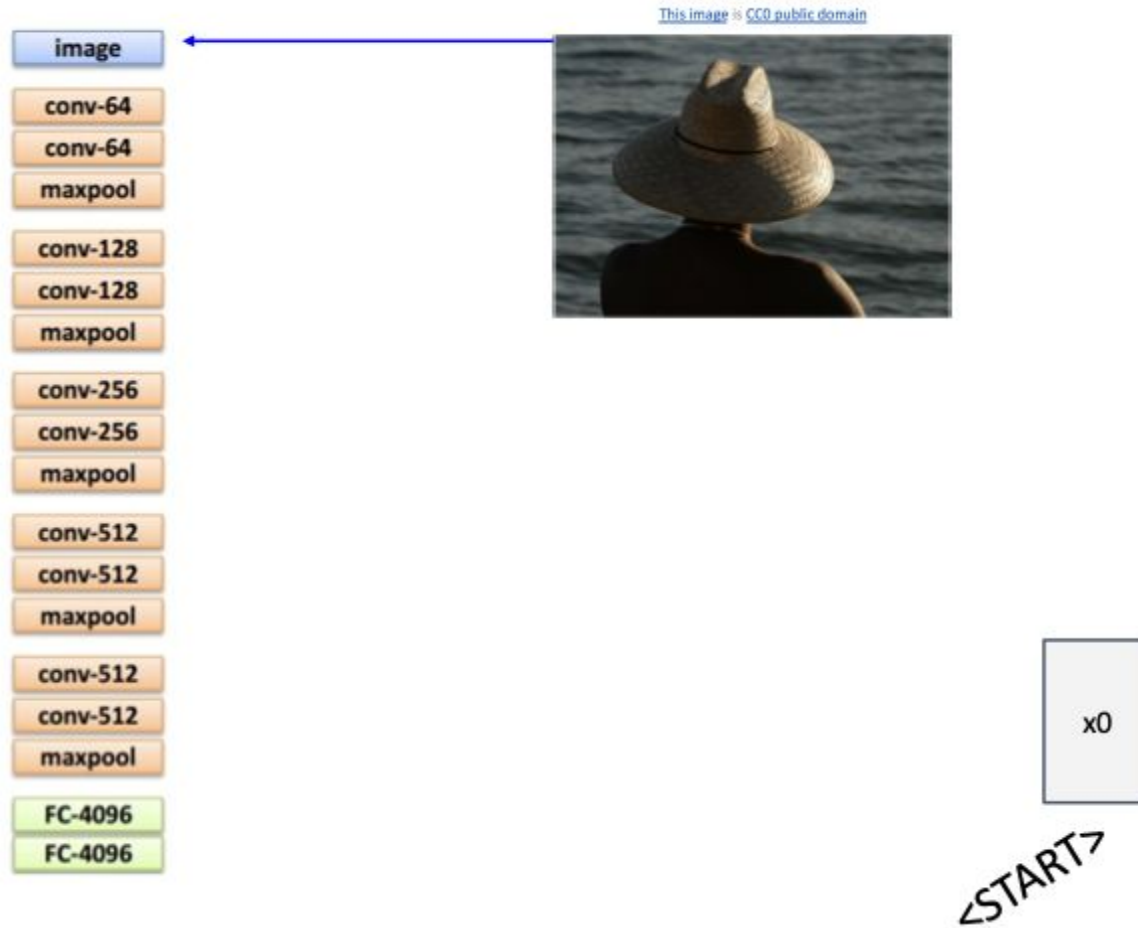 This image is CC0 public domain
image
conv-64
conv-64
maxpool
conv-128
conv-128
maxpool
conv-256
conv-256
maxpool
conv-512
conv-512
maxpool
conv-512
conv-512
maxpool
FC-4096
FC-4096
x0
<START>